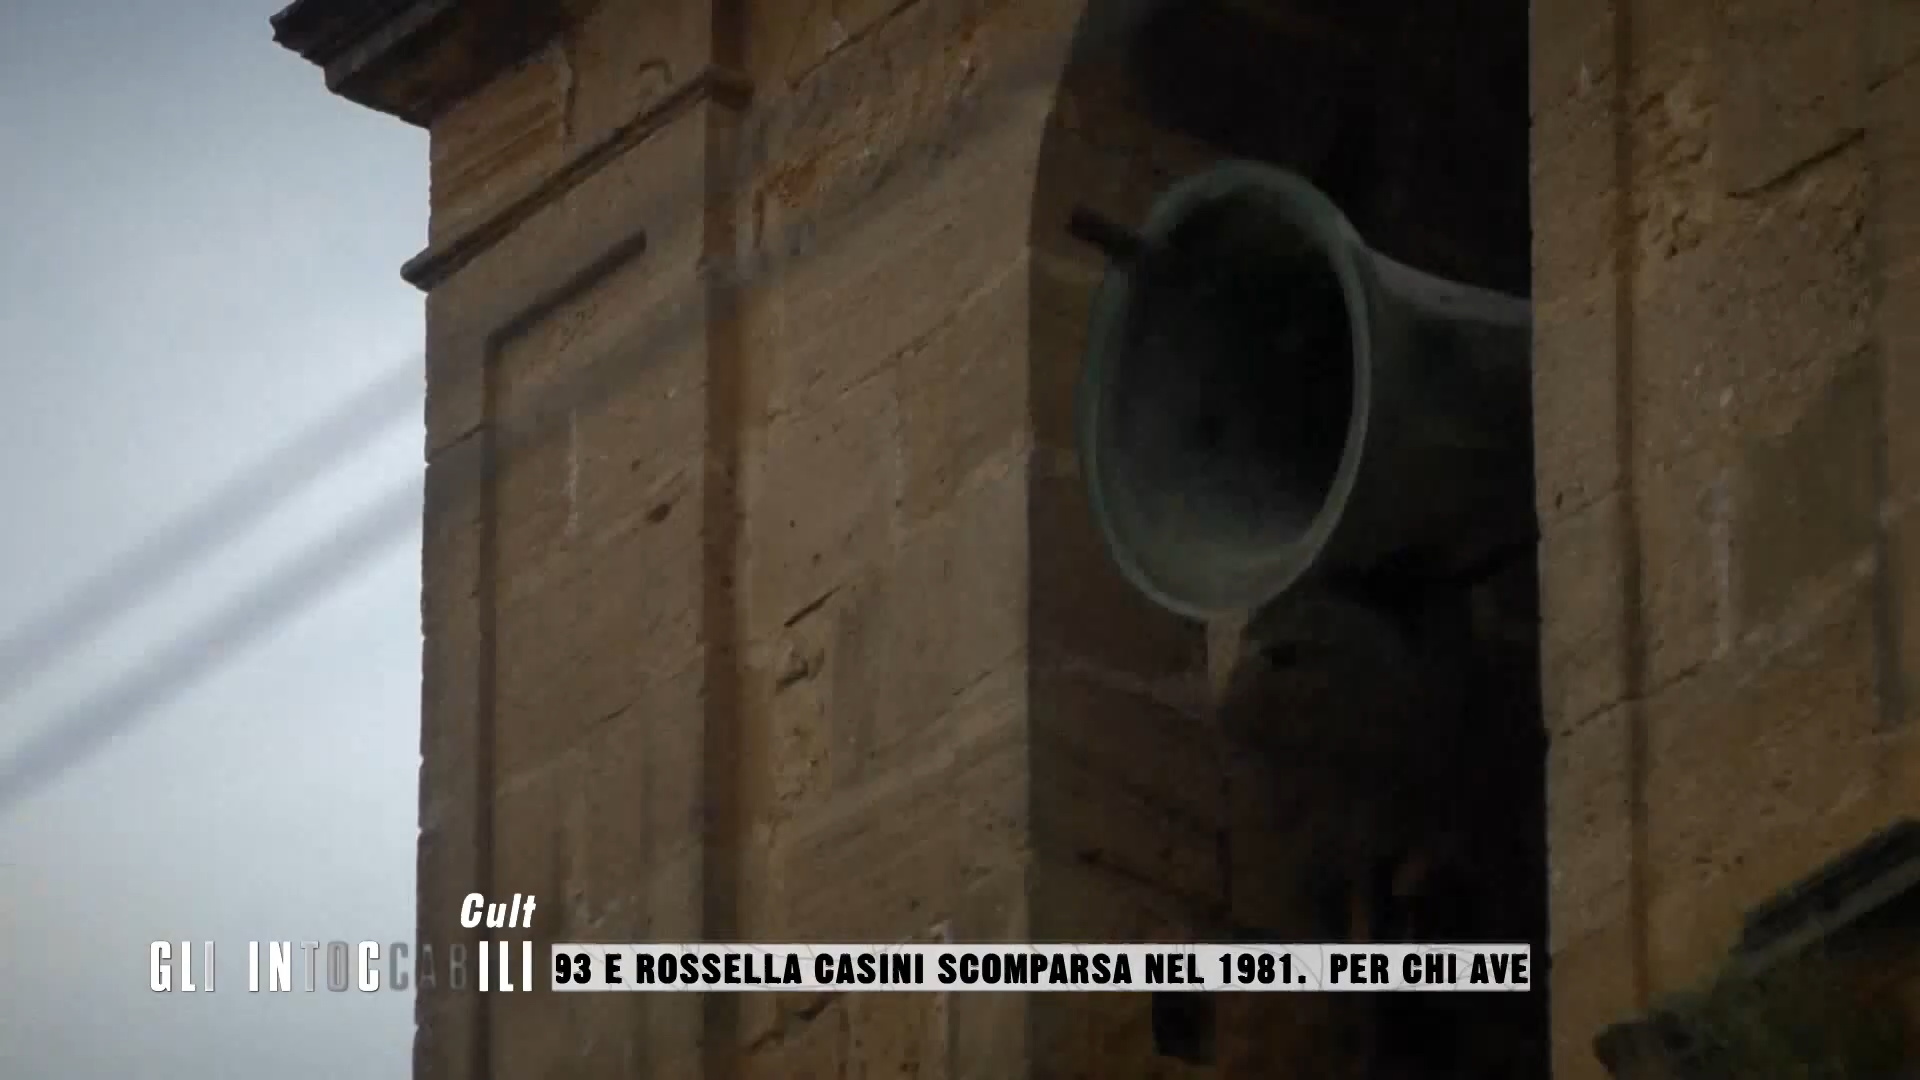 Cult
GLI INTOCCABILI
93 E ROSSELLA CASINI SCOMPARSA NEL 1981. PER CHI AVE